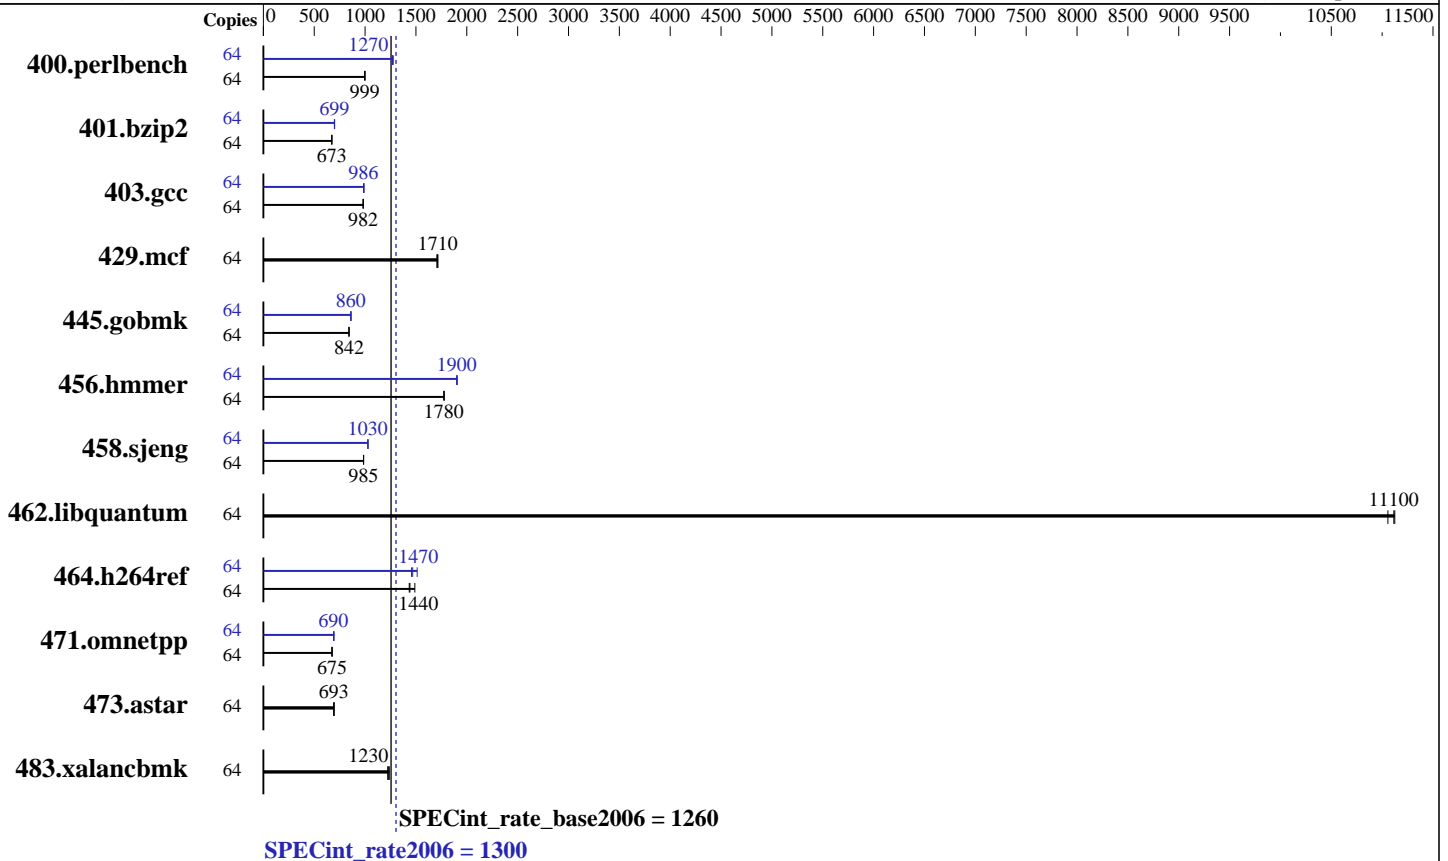 Copies 0 500 1000 1500 2000 2500 3000 3500 4000 4500 5000 5500 6000 6500 7000 7500 8000 8500 9000 9500 10500 11500
400.perlbench 64 1270
64 999
401.bzip2 64 699
64 673
403.gcc 64 986
64 982
429.mcf 64 1710
445.gobmk 64 860
64 842
456.hmmer 64 1900
64 1780
458.sjeng 64 1030
64 985
462.libquantum 64 11100
464.h264ref 64 1470
64 1440
471.omnetpp 64 690
64 675
473.astar 64 693
483.xalancbmk 64 1230
SPECint_rate_base2006 = 1260
SPECint_rate2006 = 1300